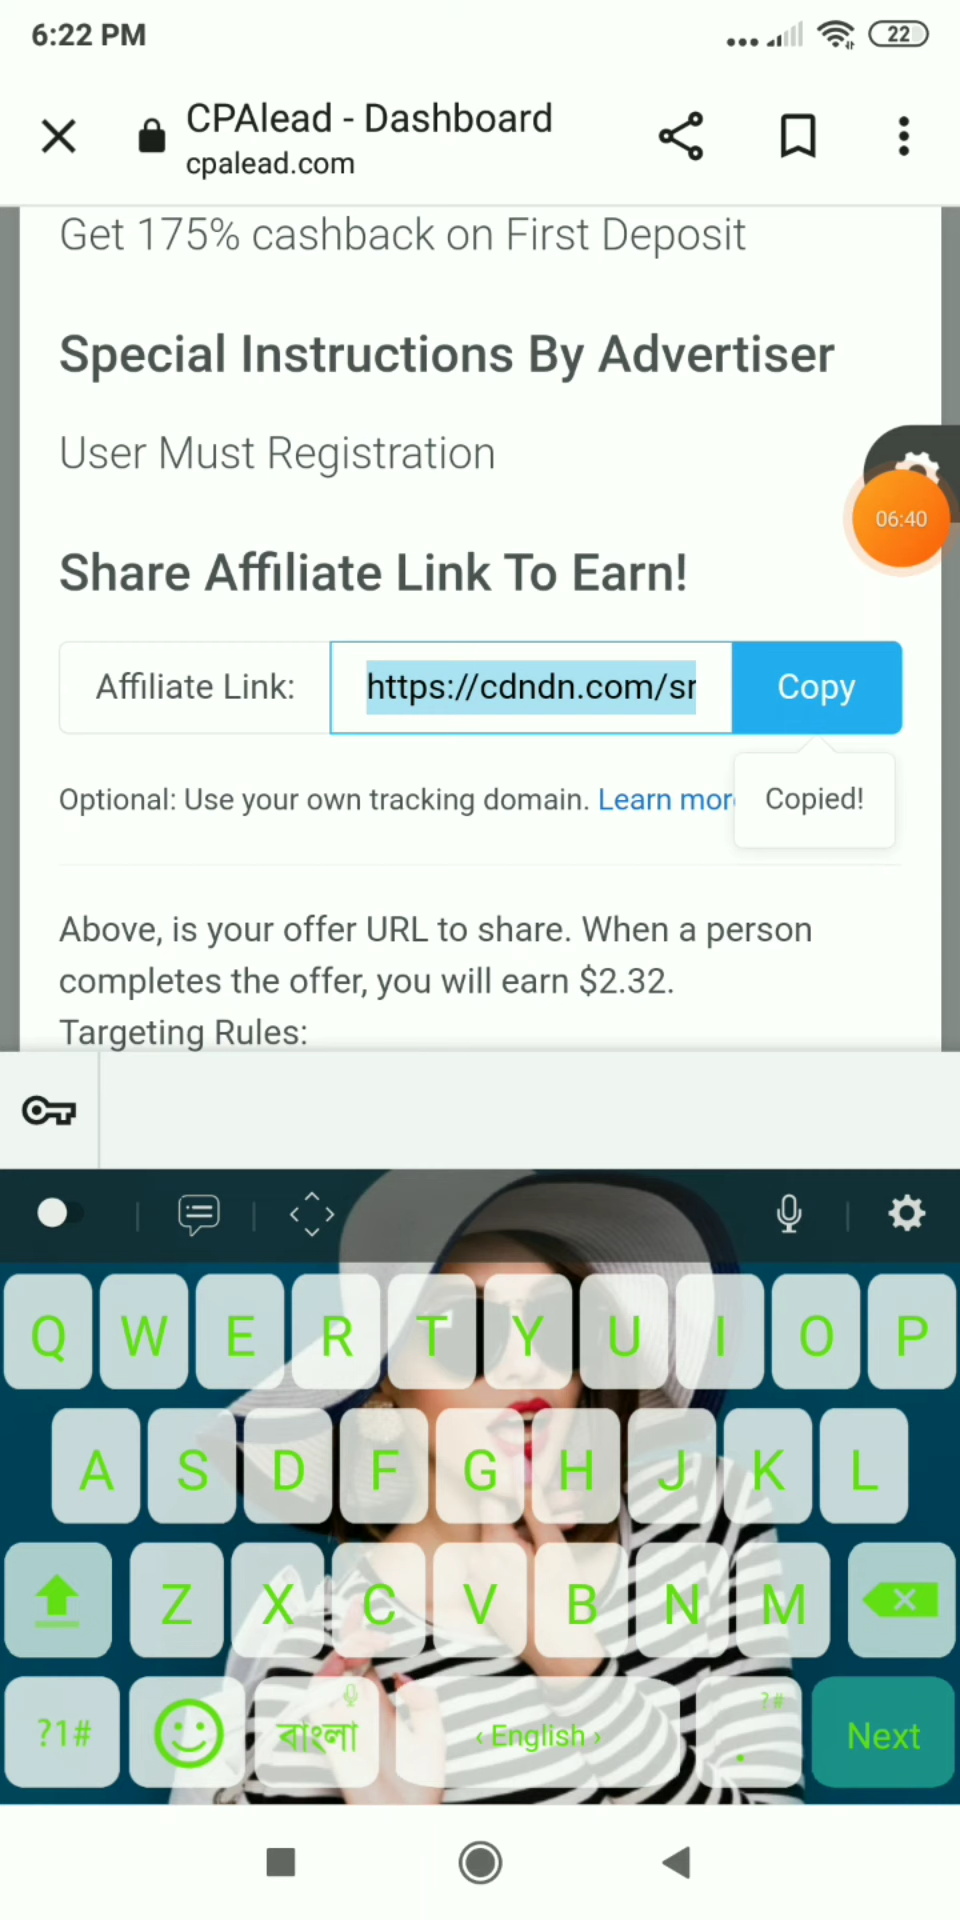 6:22 PM
22
CPAlead - Dashboard
cpalead.com
Get 175% cashback on First Deposit
Special Instructions By Advertiser
User Must Registration
06:40
Share Affiliate Link To Earn!
Affiliate Link: https://cdndn.com/sr Copy
Optional: Use your own tracking domain. Learn mor
Copied!
Above, is your offer URL to share. When a person
completes the offer, you will earn $2.32.
Targeting Rules:
Q W E R T Y U I O P
A S D F G H J K L
Z X C V B N M
?1# বাংলা ‹ English › ?# . Next